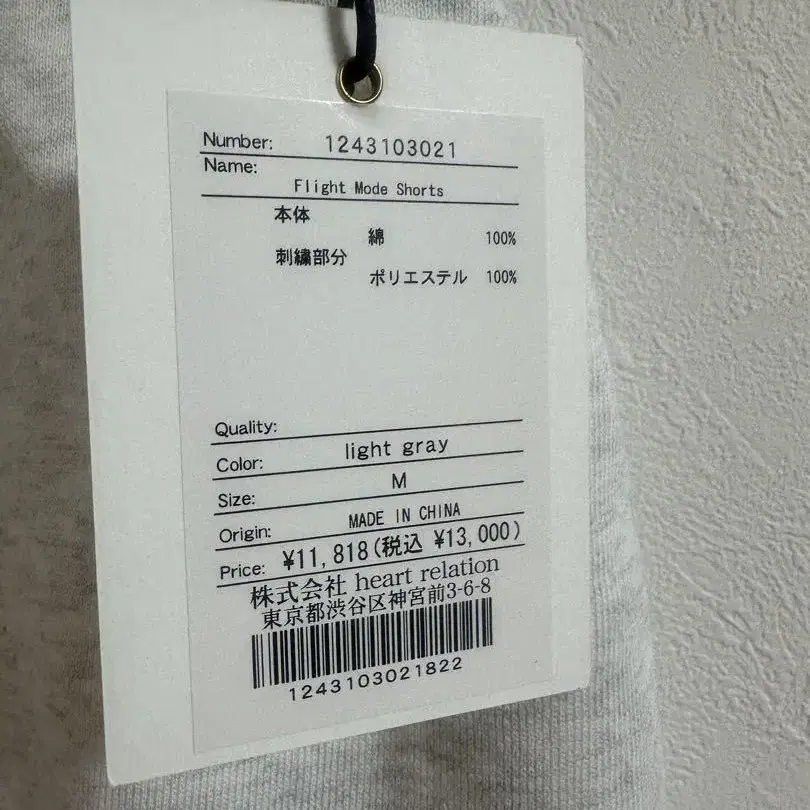 Number: 1243103021
Name:
Flight Mode Shorts
本体
綿 100%
刺繍部分
ポリエステル 100%
Quality:
Color: light gray
Size: M
Origin: MADE IN CHINA
Price: ¥11,818(税込 ¥13,000)
株式会社 heart relation
東京都渋谷区神宮前3-6-8
1243103021822